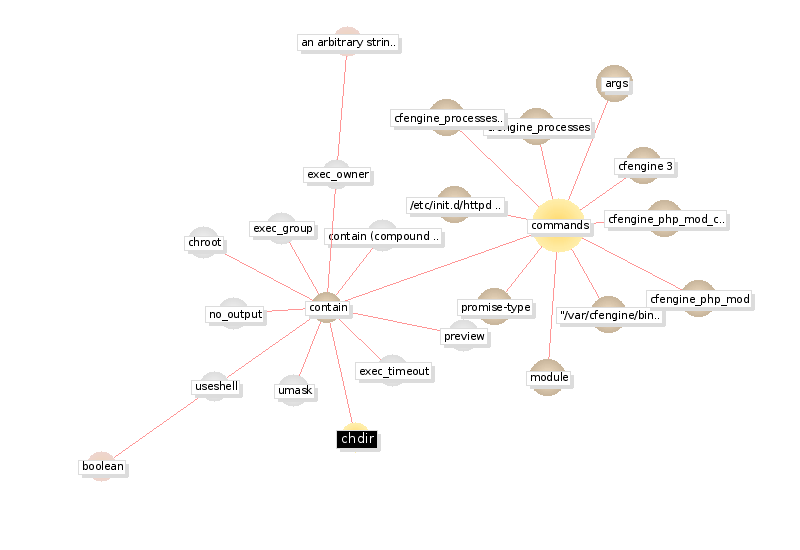 an arbitrary strin..
args
cfengine_processes..
cfengine_processes
cfengine 3
exec_owner
/etc/init.d/httpd ..
cfengine_php_mod_c..
commands
exec_group
contain (compound ..
chroot
cfengine_php_mod
promise-type
contain
no_output
"/var/cfengine/bin..
preview
exec_timeout
module
useshell
umask
chdir
boolean